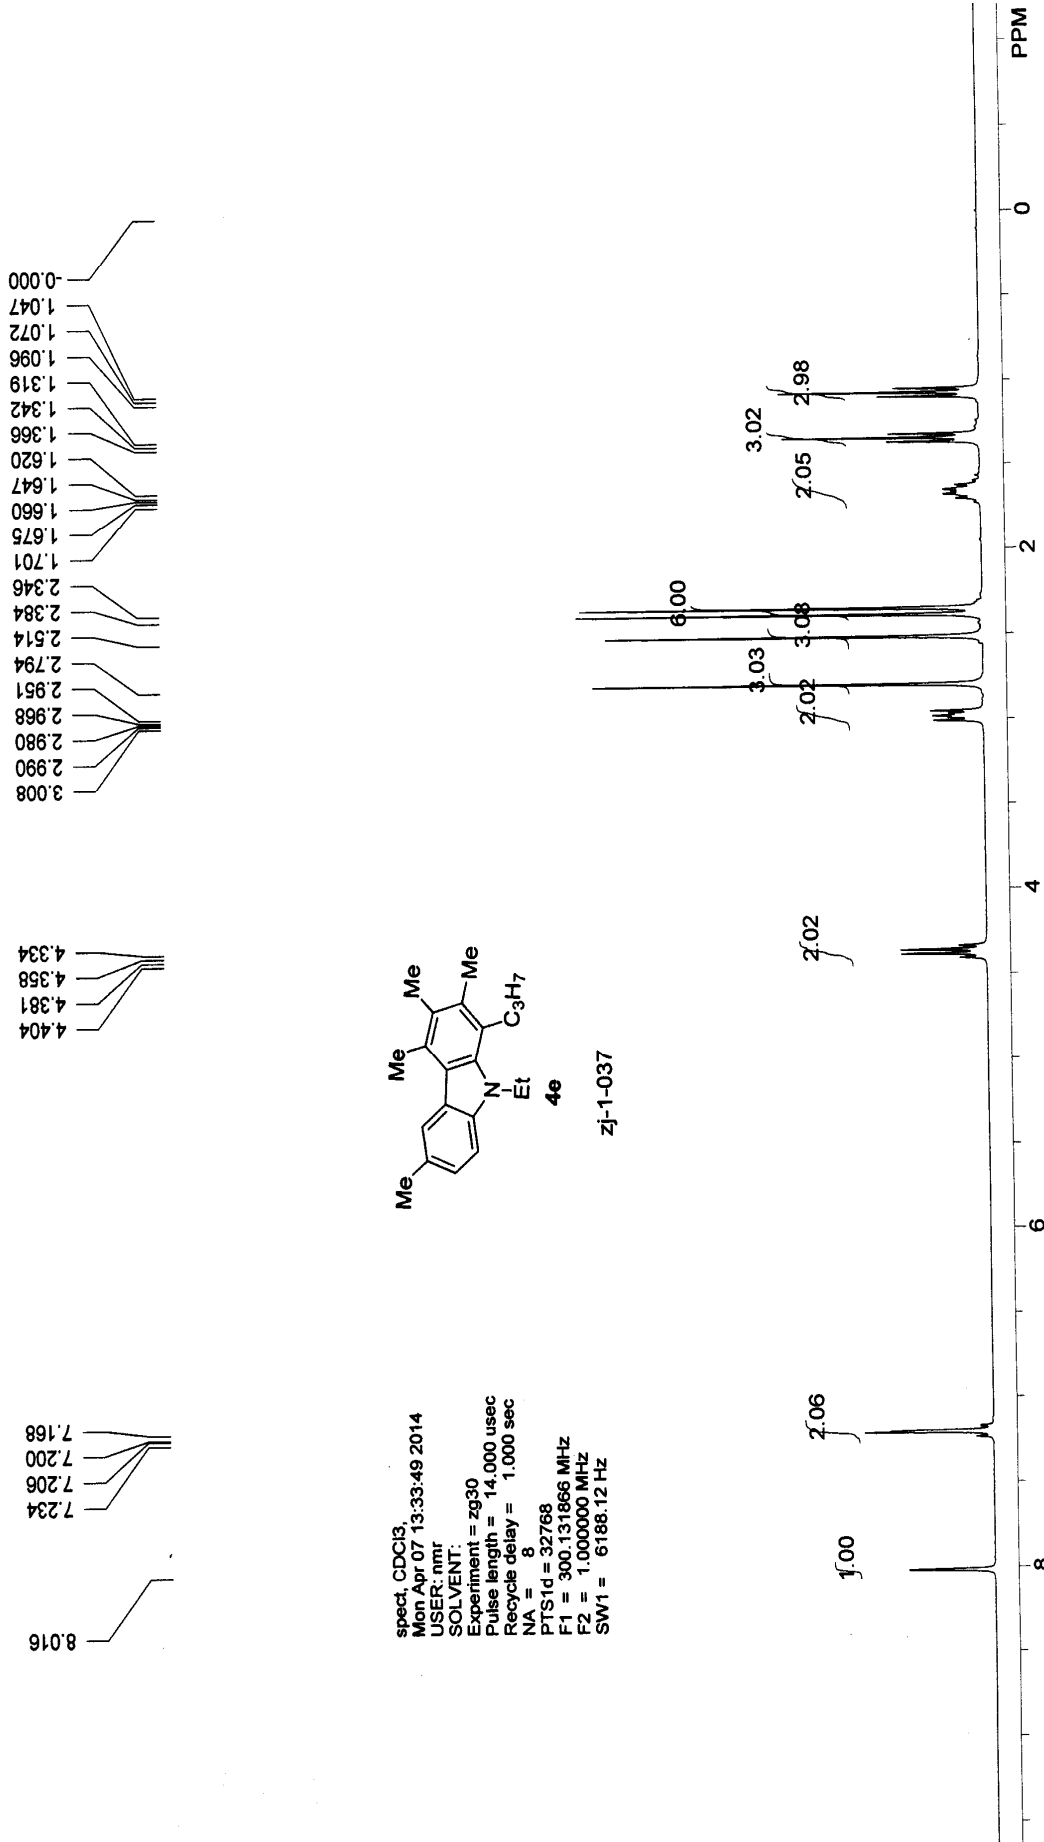 8.016
7.234
7.206
7.200
7.168
4.404
4.381
4.358
4.334
3.008
2.990
2.980
2.968
2.951
2.794
2.514
2.384
2.346
1.701
1.675
1.660
1.647
1.620
1.366
1.342
1.319
1.096
1.072
1.047
-0.000
spect, CDCl3,
Mon Apr 07 13:33:49 2014
USER: nmr
SOLVENT:
Experiment = zg30
Pulse length = 14.000 usec
Recycle delay = 1.000 sec
NA = 8
PTS1d = 32768
F1 = 300.131866 MHz
F2 = 1.000000 MHz
SW1 = 6188.12 Hz
Me
Me
Me
Me
C3H7
N
Et
4e
zj-1-037
1.00
2.06
2.02
2.02
3.03
3.08
6.00
2.05
3.02
2.98
8
6
4
2
0
PPM